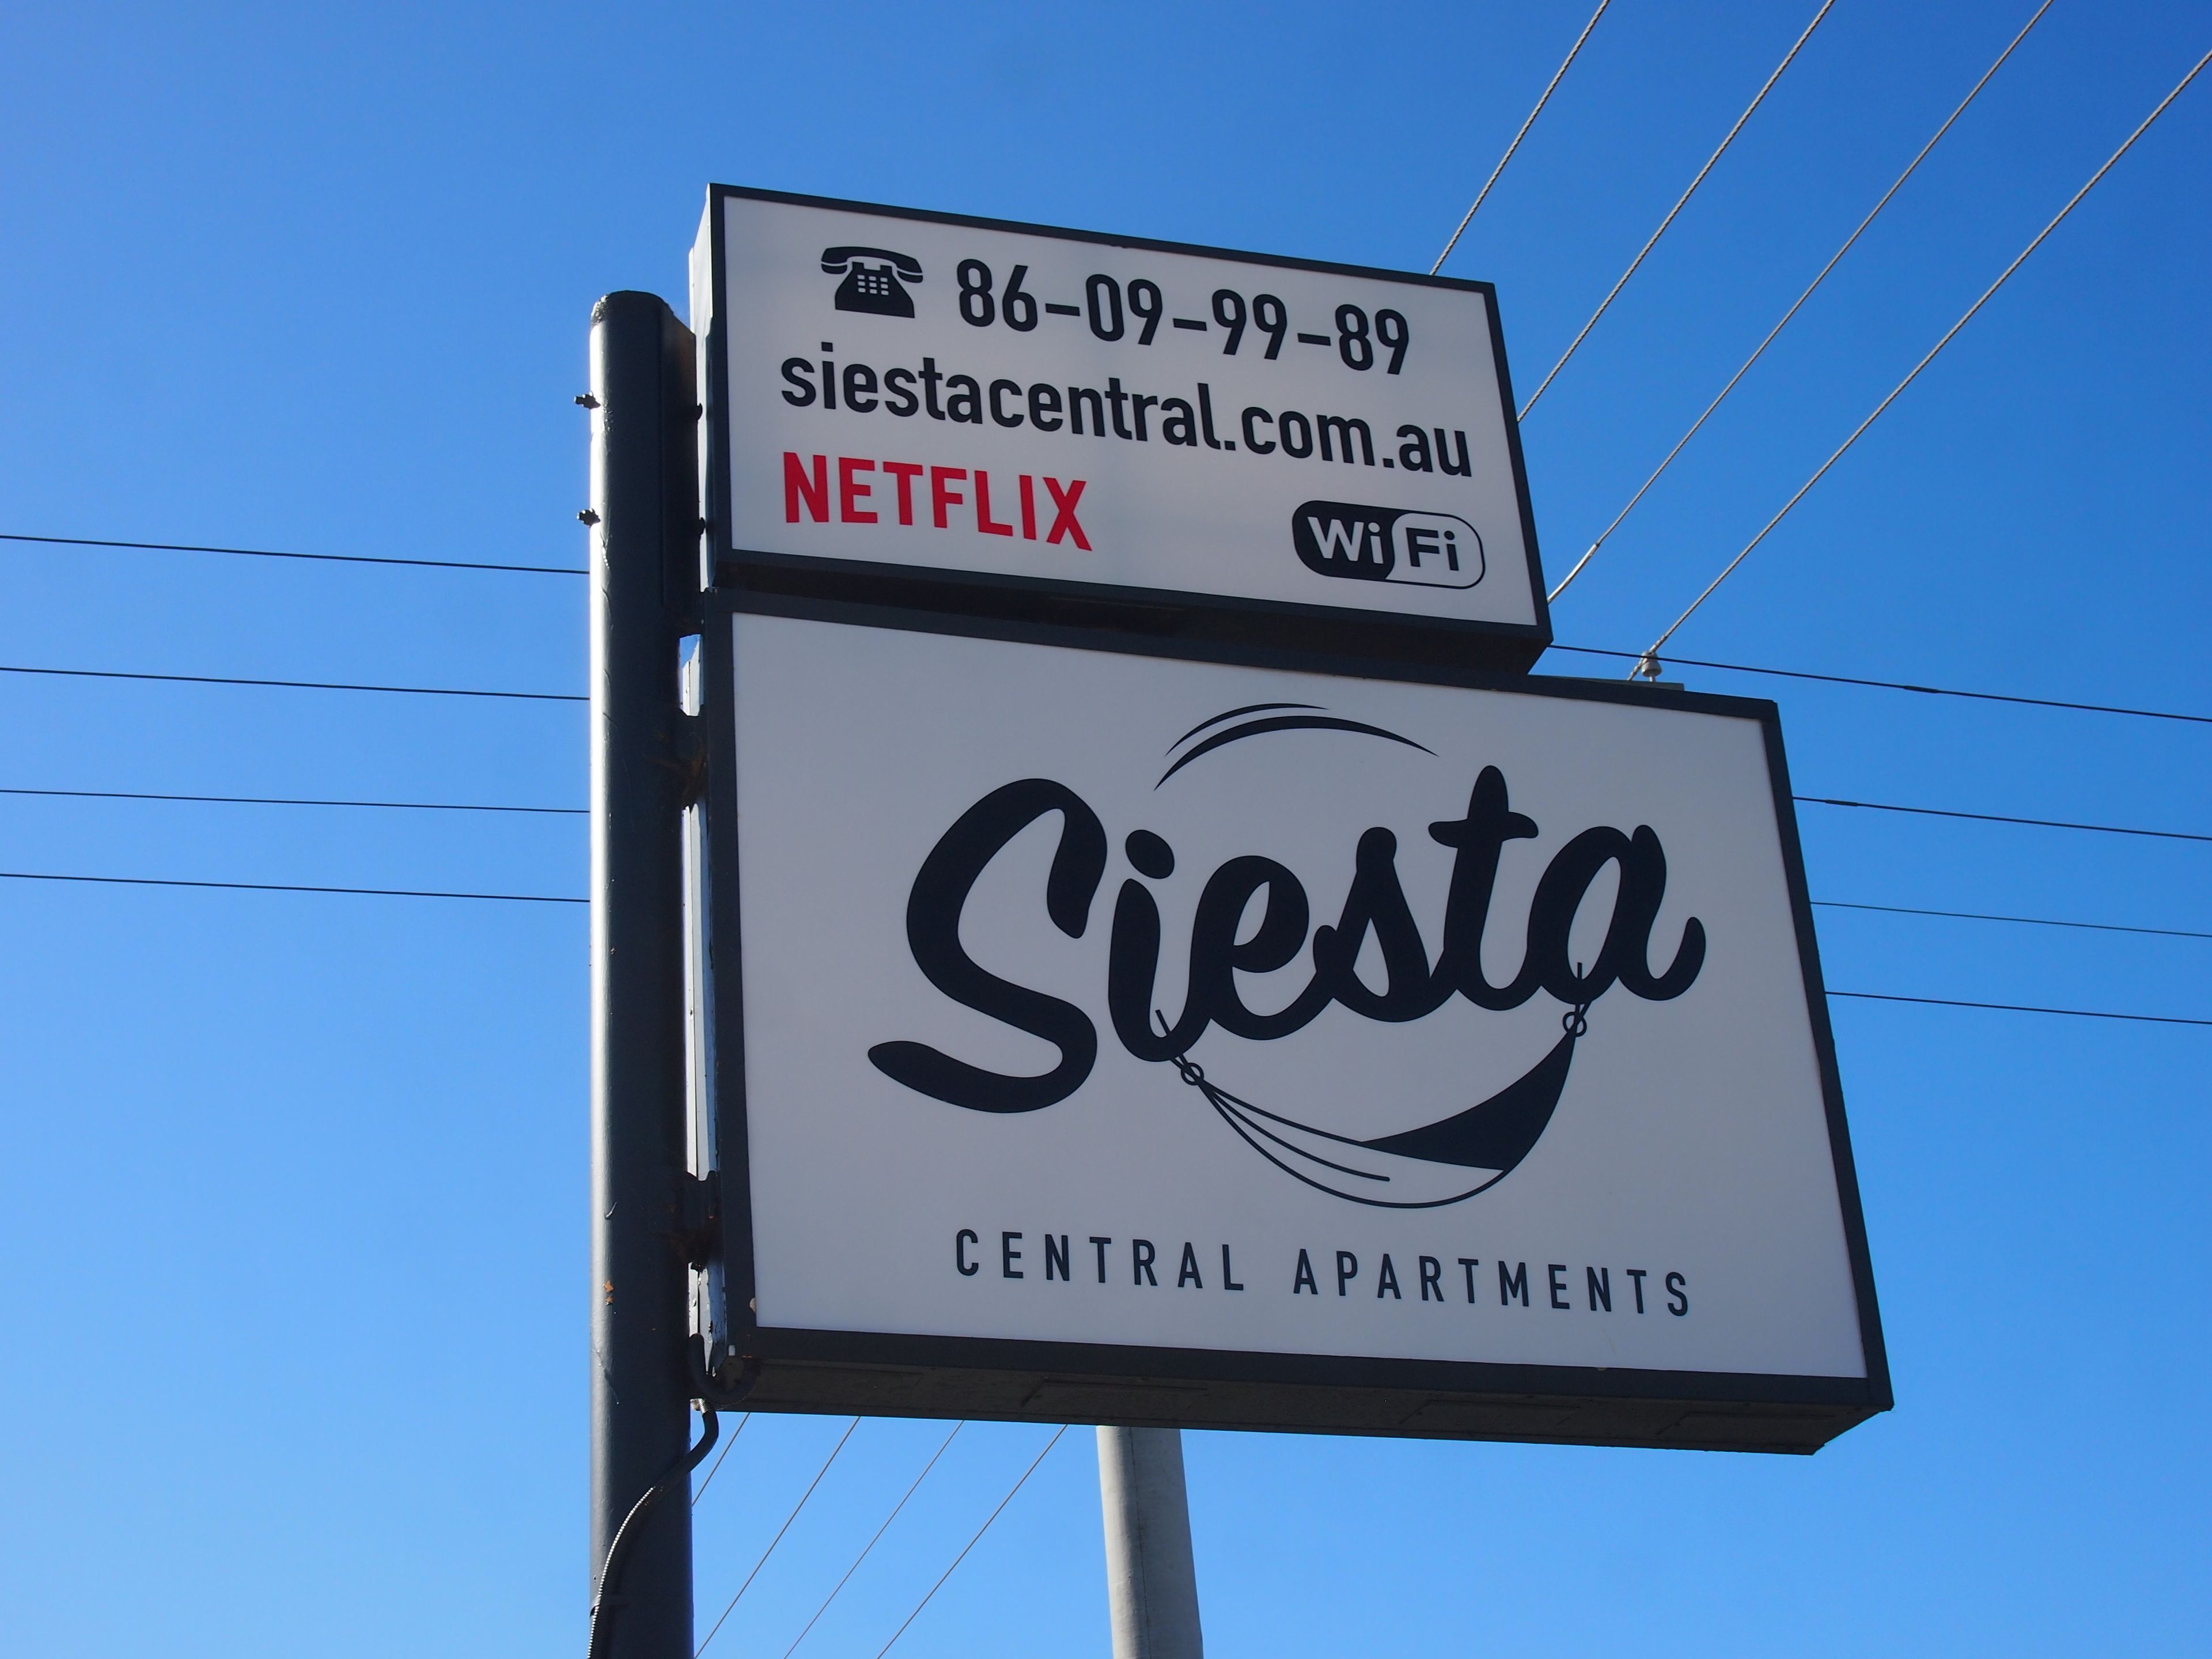 86-09-99-89
siestacentral.com.au
NETFLIX
WiFi
Siesta
CENTRAL APARTMENTS